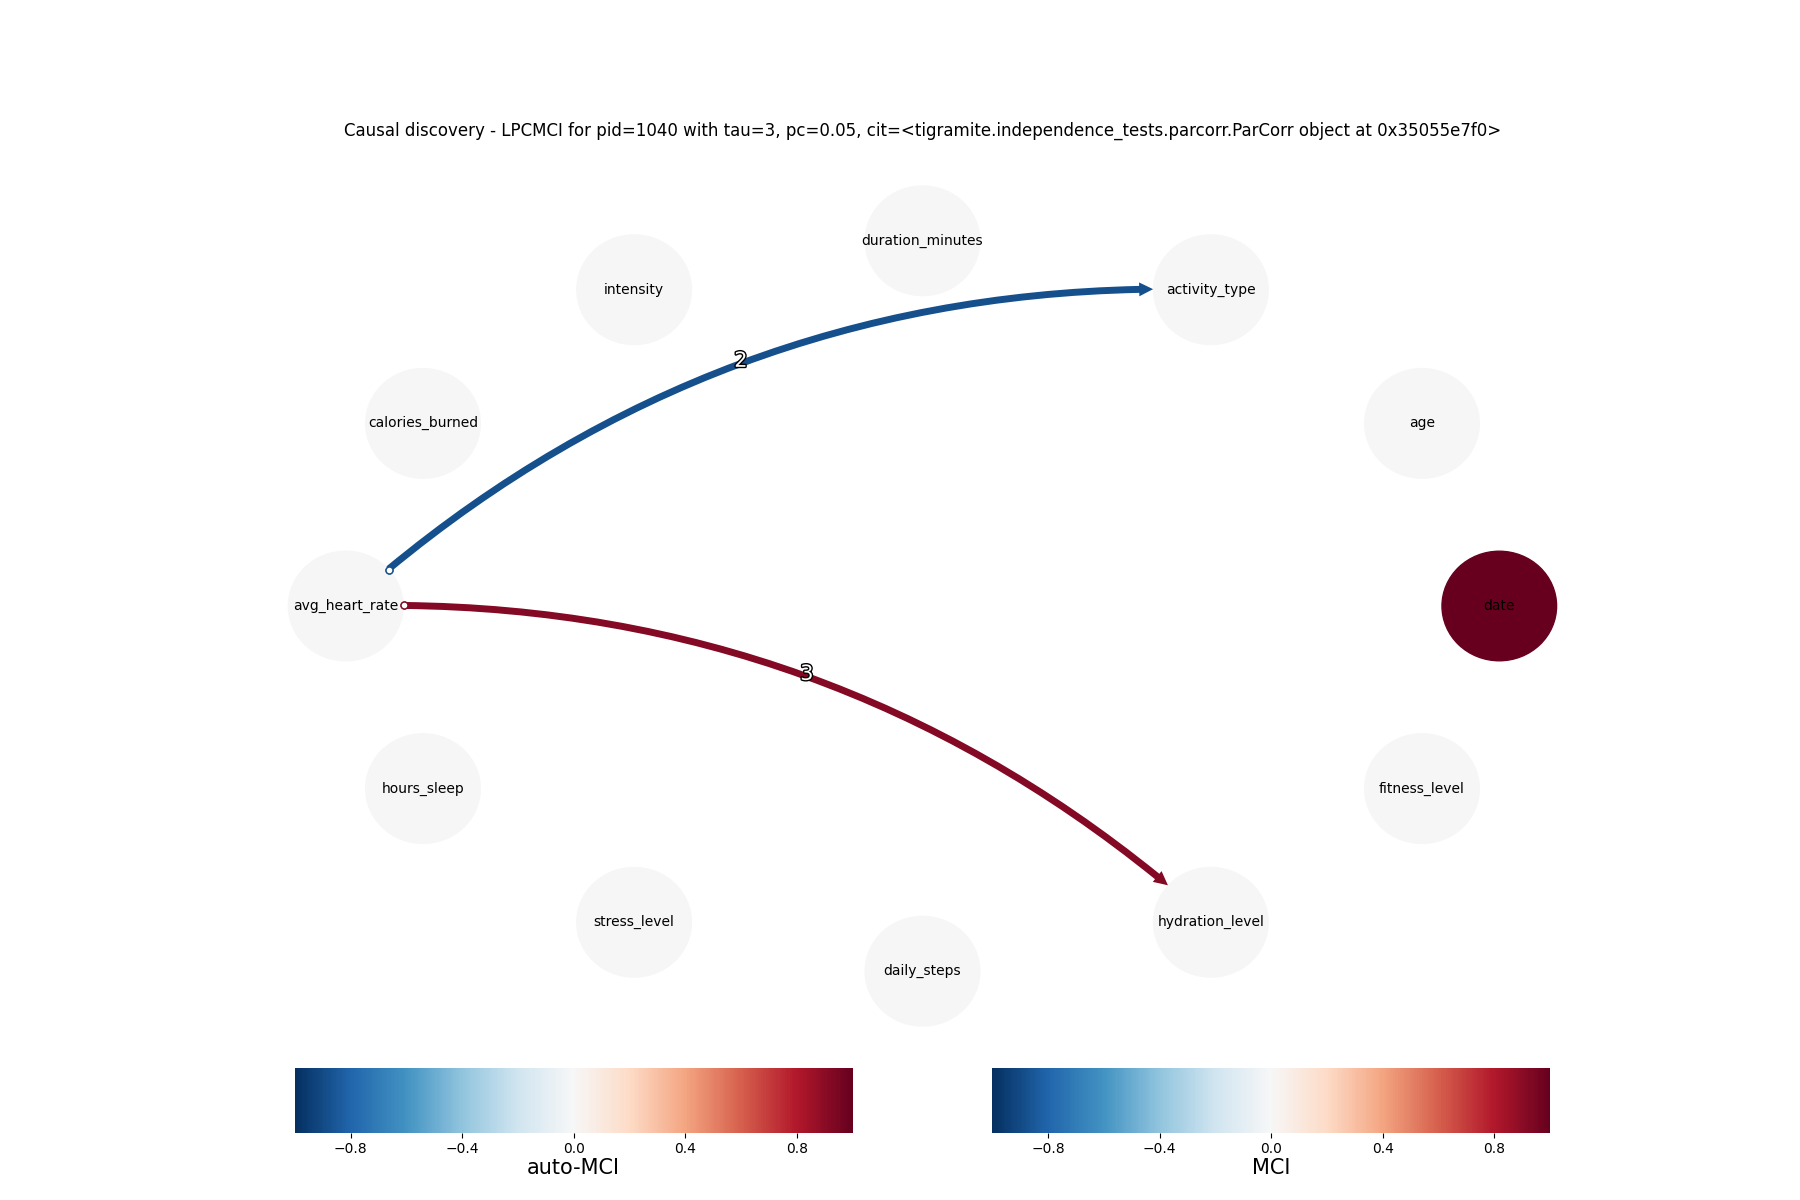 Causal discovery - LPCMCI for pid=1040 with tau=3, pc=0.05, cit=<tigramite.independence_tests.parcorr.ParCorr object at 0x35055e7f0>
duration_minutes
intensity
activity_type
2
calories_burned
age
avg_heart_rate
date
3
hours_sleep
fitness_level
stress_level
hydration_level
daily_steps
−0.8 −0.4 0.0 0.4 0.8
auto-MCI
−0.8 −0.4 0.0 0.4 0.8
MCI